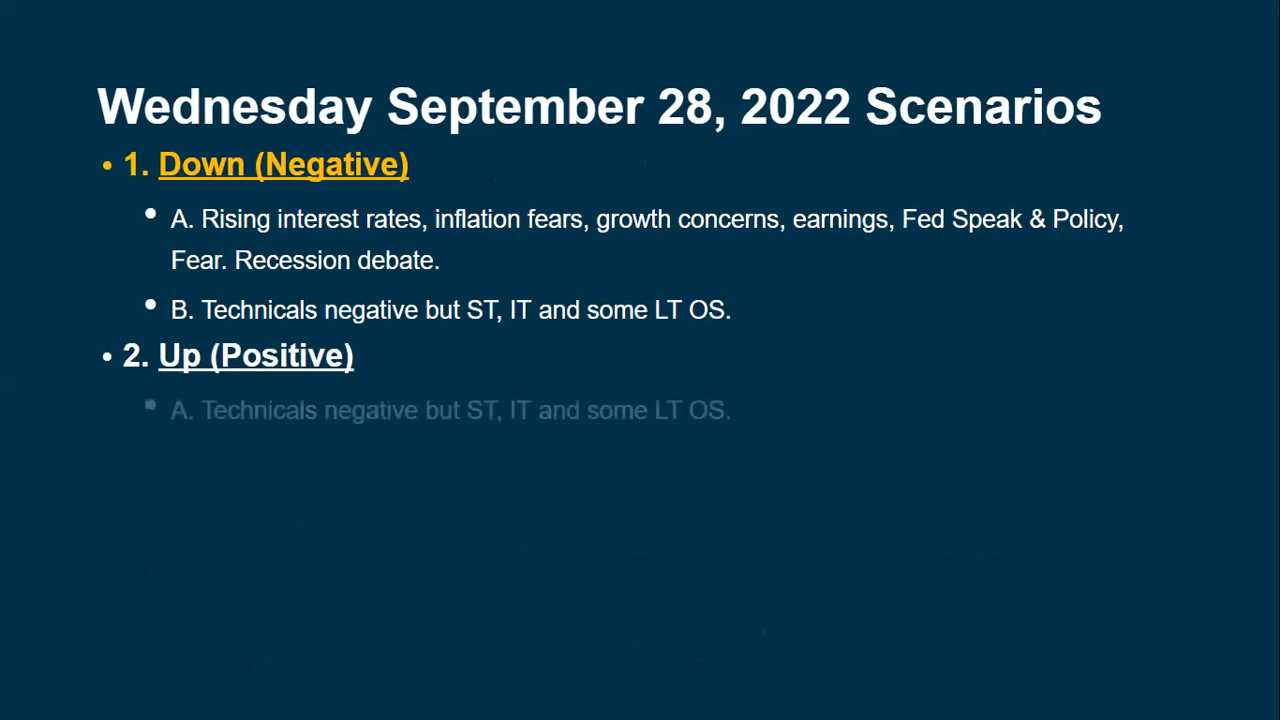 Wednesday September 28, 2022 Scenarios
• 1. Down (Negative)
• A. Rising interest rates, inflation fears, growth concerns, earnings, Fed Speak & Policy,
Fear. Recession debate.
• B. Technicals negative but ST, IT and some LT OS.
• 2. Up (Positive)
• A. Technicals negative but ST, IT and some LT OS.